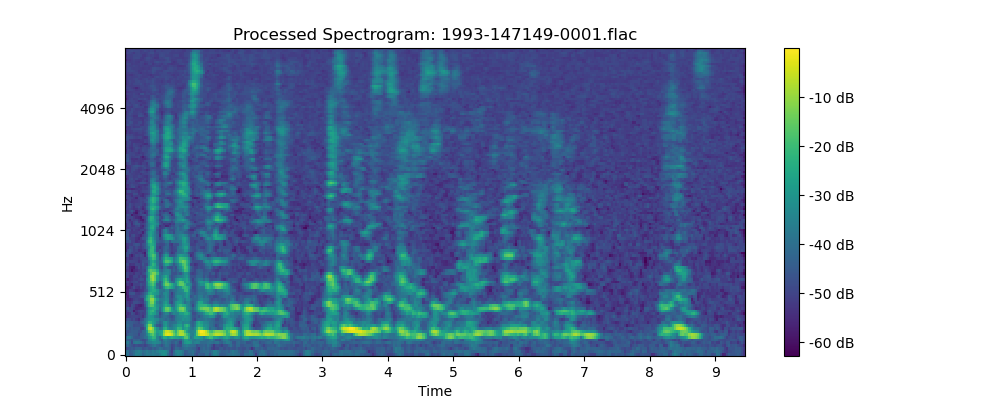 Processed Spectrogram: 1993-147149-0001.flac
Hz
4096
2048
1024
512
0
0 1 2 3 4 5 6 7 8 9
Time
-10 dB
-20 dB
-30 dB
-40 dB
-50 dB
-60 dB